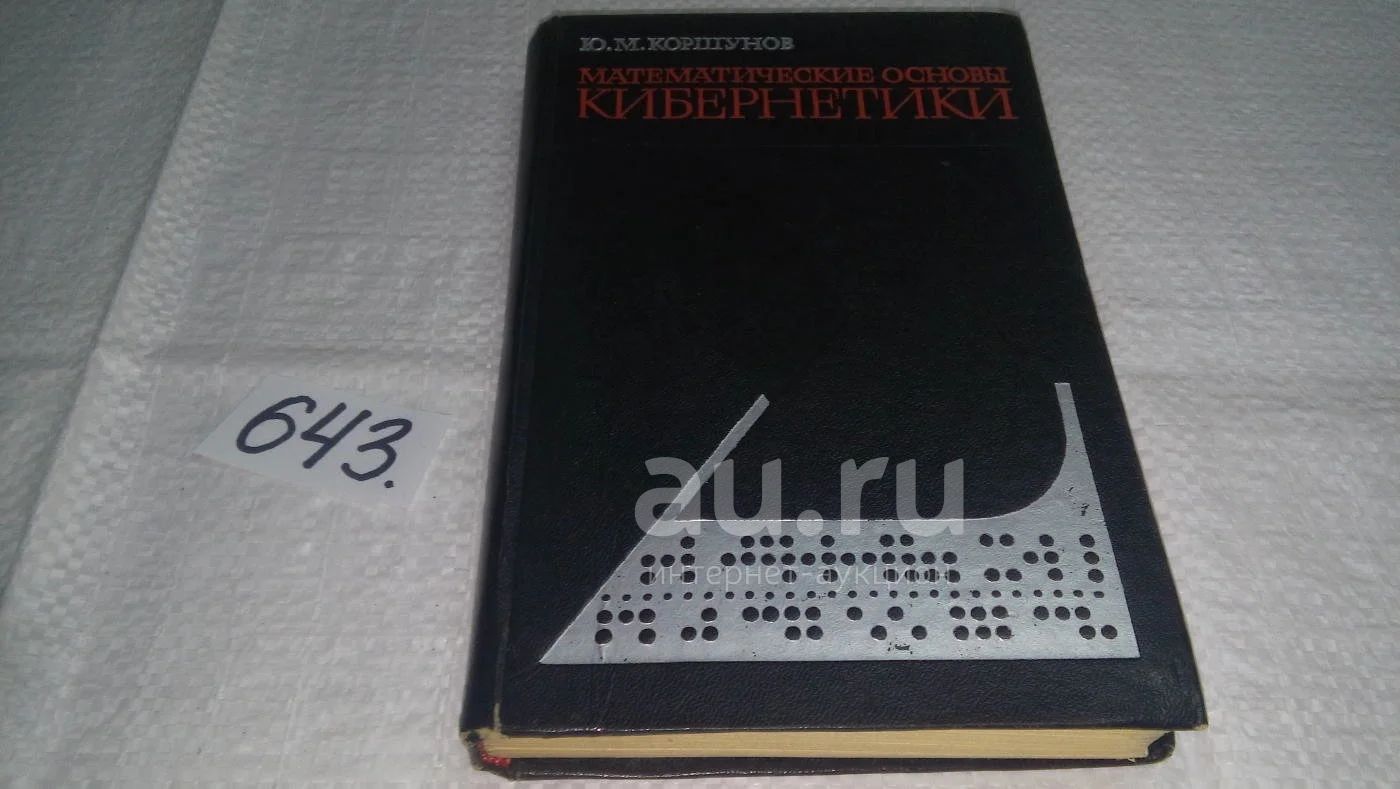 Ю.М.КОРШУНОВ
МАТЕМАТИЧЕСКИЕ ОСНОВЫ
КИБЕРНЕТИКИ
643.
au.ru
интернет-аукцион